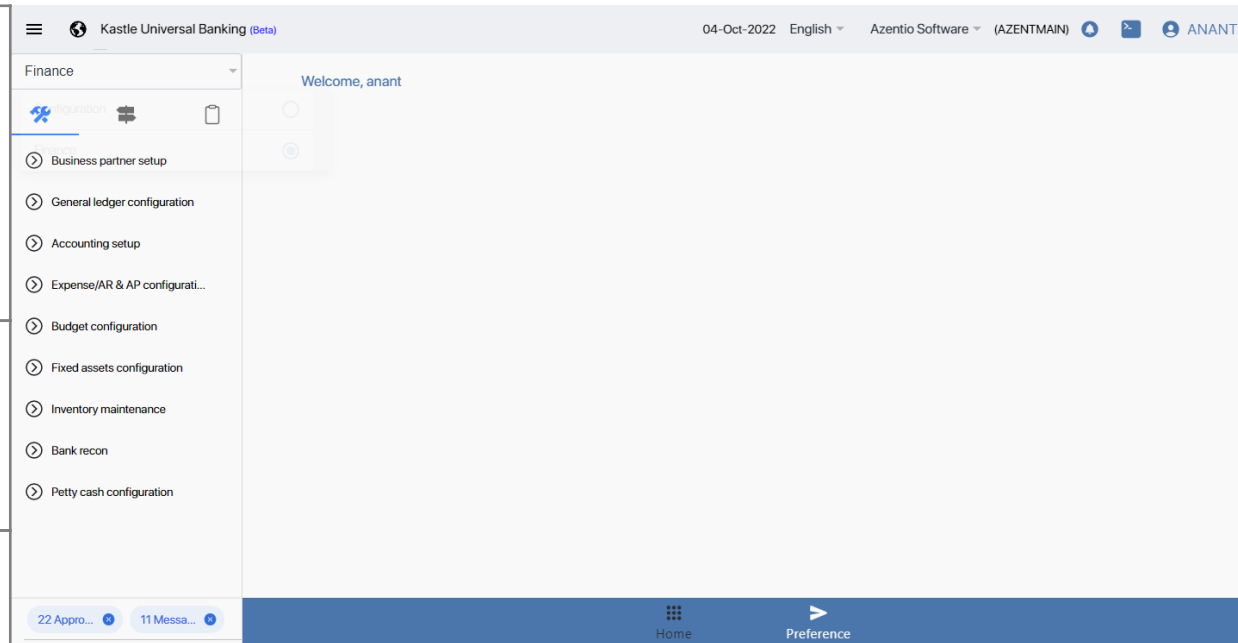 Kastle Universal Banking (Beta) 04-Oct-2022 English Azentio Software (AZENTMAIN) ANANT
Finance
Welcome, anant
figuration
Finance
Business partner setup
General ledger configuration
Accounting setup
Expense/AR & AP configurati...
Budget configuration
Fixed assets configuration
Inventory maintenance
Bank recon
Petty cash configuration
22 Appro... 11 Messa...
Home Preference